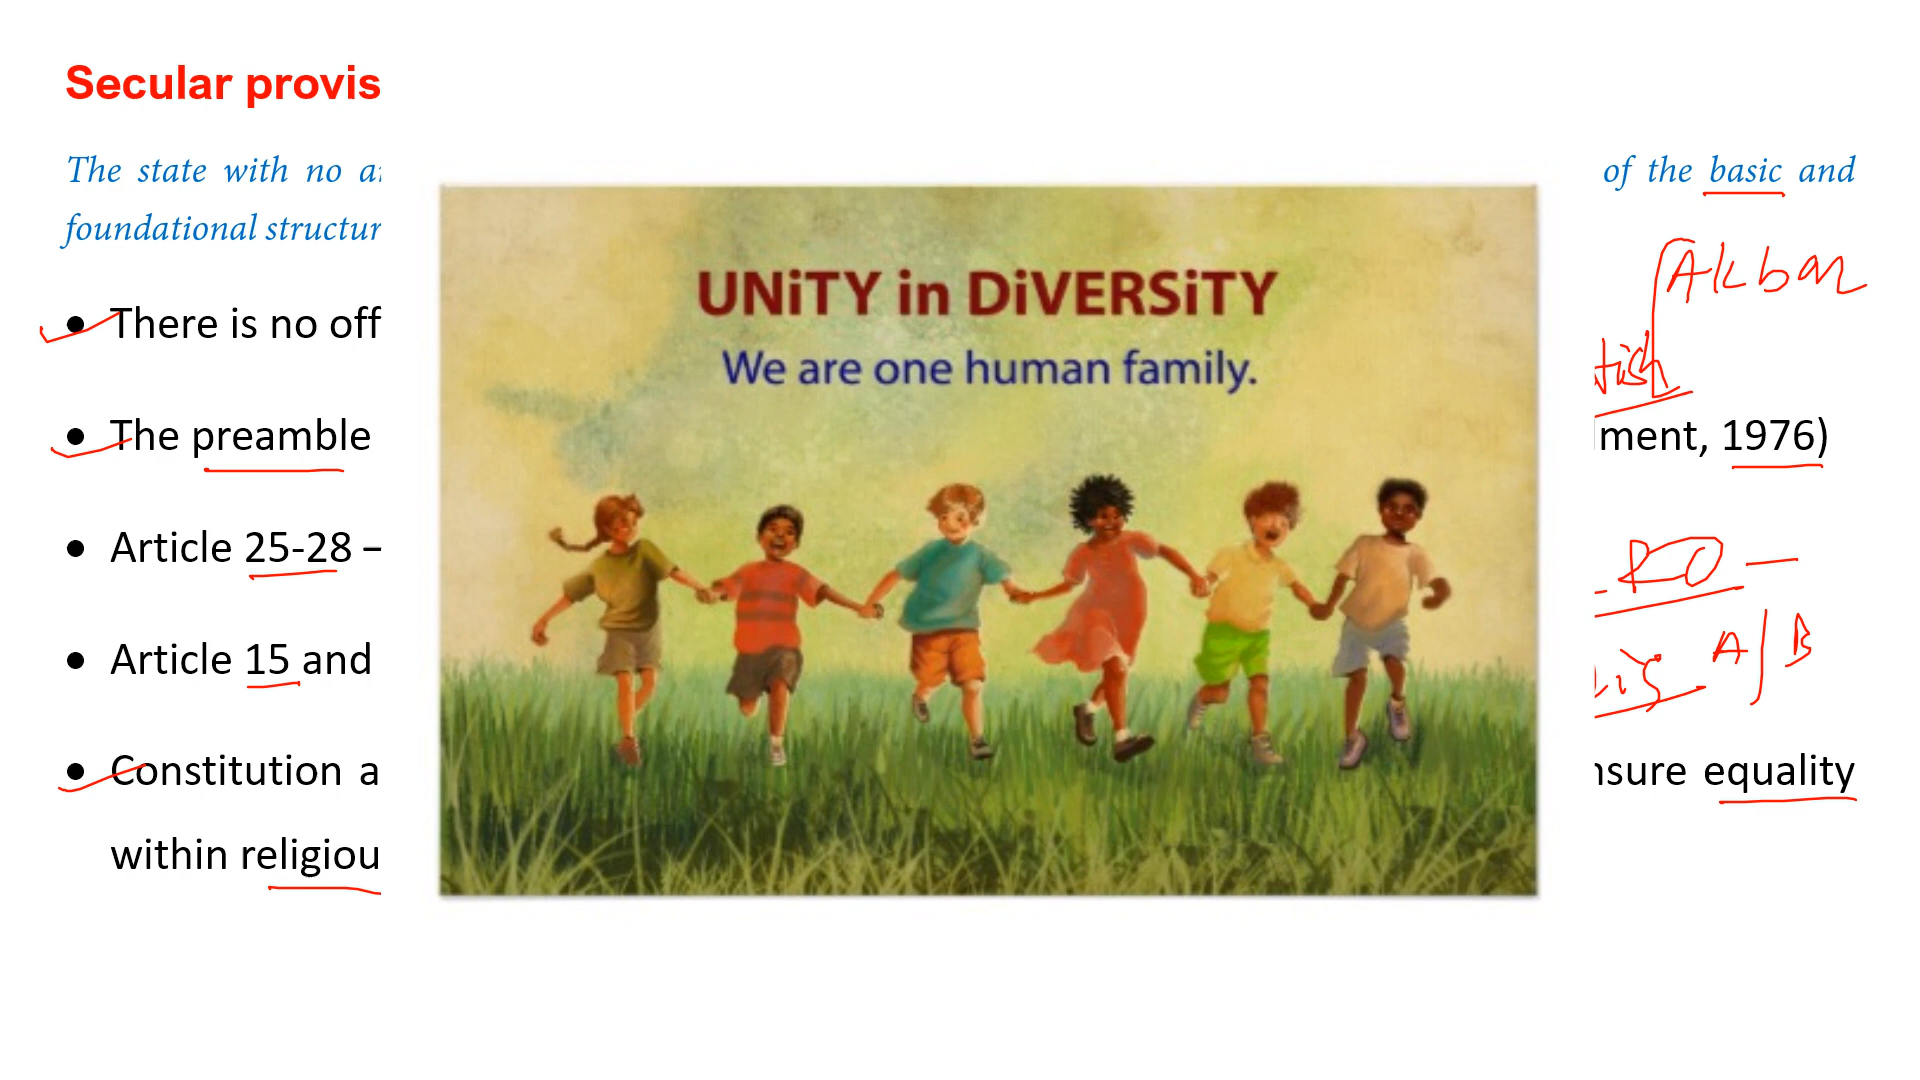 Secular provis
The state with no ar of the basic and
foundational structur
UNiTY in DiVERSiTY
Akbar
There is no off
We are one human family.
tish
The preamble ment, 1976)
Article 25-28 –
Article 15 and A/B
Constitution a nsure equality
within religiou